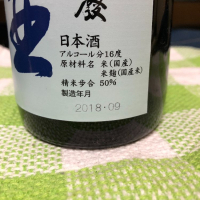 日本酒
アルコール分16度
原材料名 米(国産)
米麹(国産米)
精米歩合 50%
製造年月
2018-09